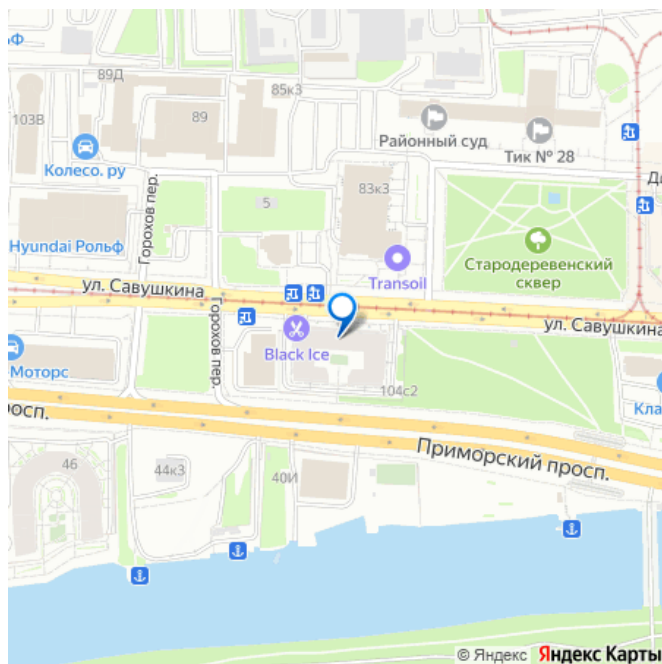 Ф
89Д
85к3
103В
89
Районный суд
Тик № 28
Колесо. ру
Горохов пер.
5
83к3
Hyundai Рольф
Transoil
Стародеревенский
сквер
ул. Савушкина
Горохов пер.
ул. Савушкина
Black Ice
Моторс
104с2
Кла
росп.
Приморский просп.
46
44к3
40И
© Яндекс Яндекс Карты